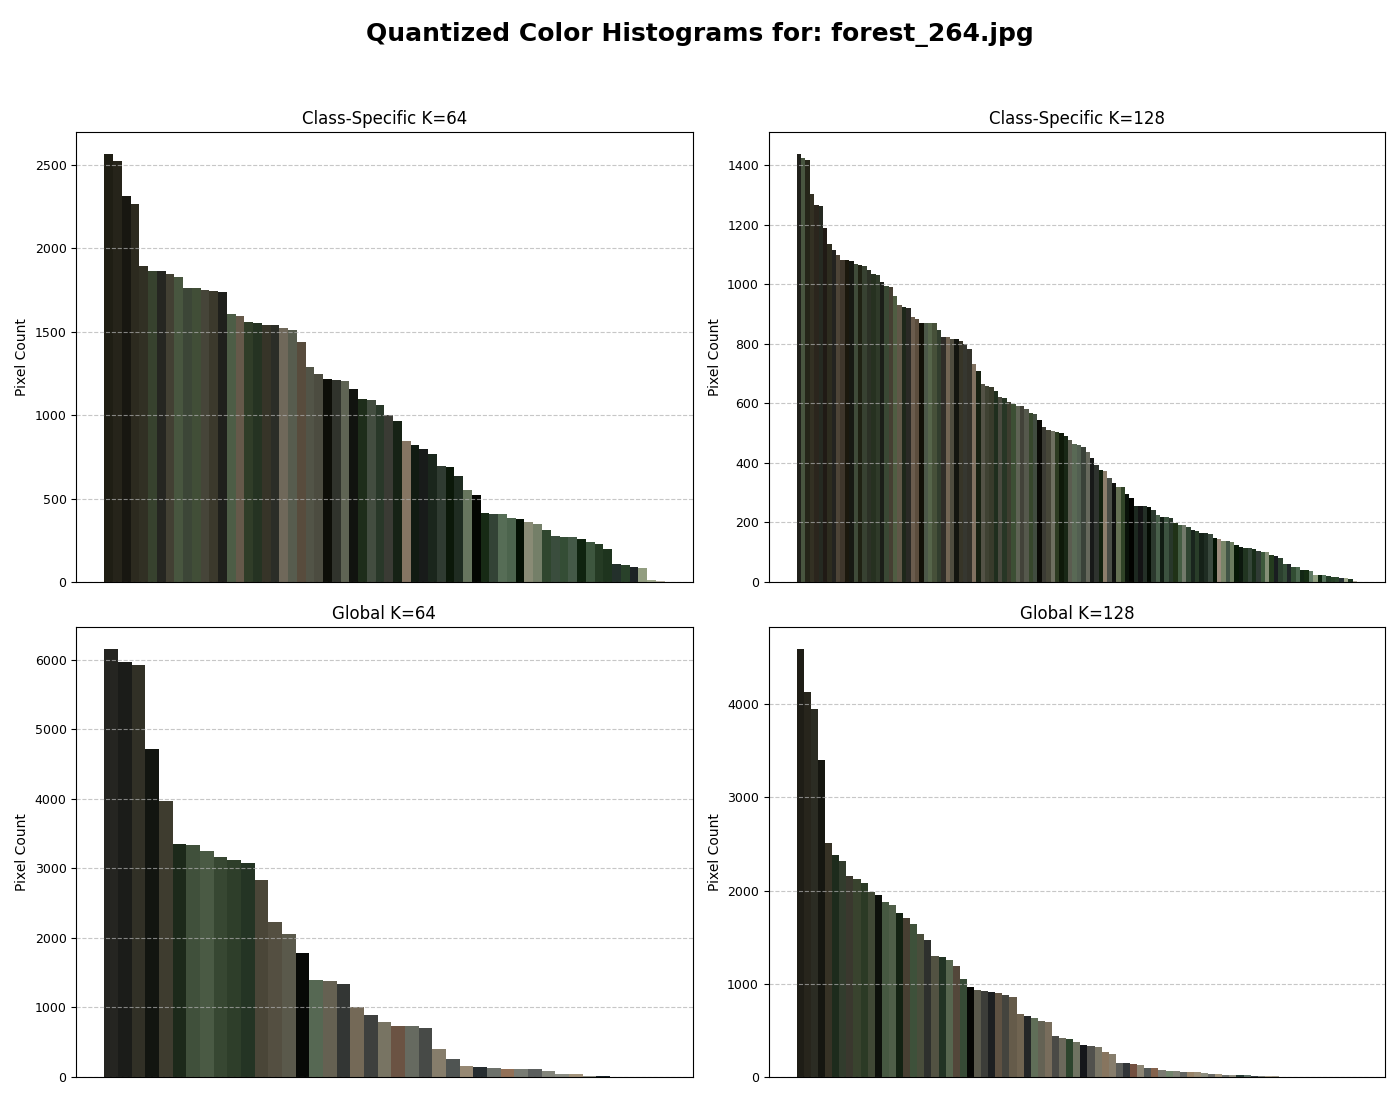 Quantized Color Histograms for: forest_264.jpg
Class-Specific K=64
Pixel Count
2500
2000
1500
1000
500
0
Class-Specific K=128
Pixel Count
1400
1200
1000
800
600
400
200
0
Global K=64
Pixel Count
6000
5000
4000
3000
2000
1000
0
Global K=128
Pixel Count
4000
3000
2000
1000
0